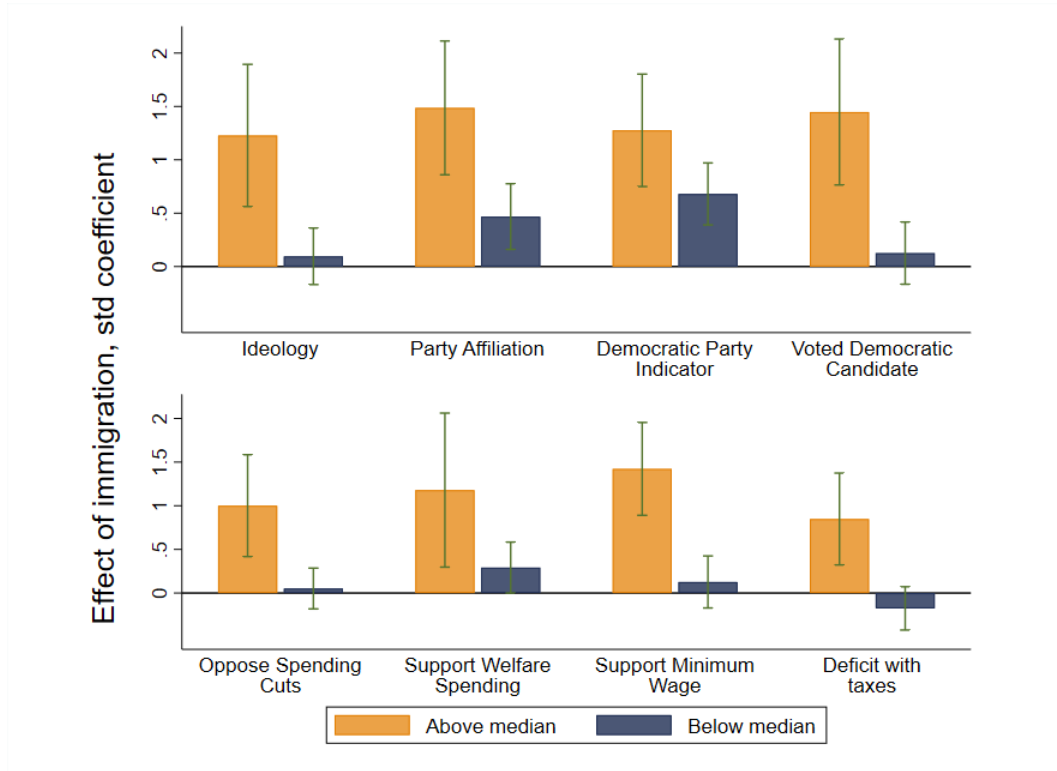 Effect of immigration, std coefficient
2
1.5
1
.5
0
Ideology
Party Affiliation
Democratic Party
Indicator
Voted Democratic
Candidate
2
1.5
1
.5
0
Oppose Spending
Cuts
Support Welfare
Spending
Support Minimum
Wage
Deficit with
taxes
Above median
Below median